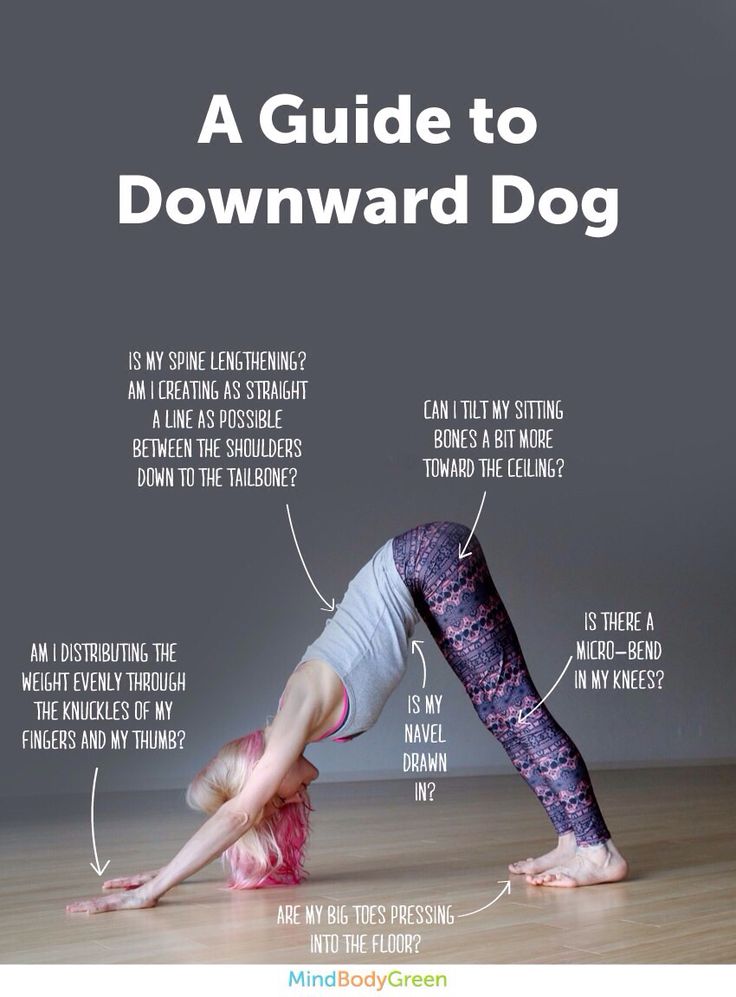 A Guide to
Downward Dog
IS MY SPINE LENGTHENING?
AM I CREATING AS STRAIGHT
A LINE AS POSSIBLE
BETWEEN THE SHOULDERS
DOWN TO THE TAILBONE?
CAN I TILT MY SITTING
BONES A BIT MORE
TOWARD THE CEILING?
IS THERE A
MICRO-BEND
IN MY KNEES?
AM I DISTRIBUTING THE
WEIGHT EVENLY THROUGH
THE KNUCKLES OF MY
FINGERS AND MY THUMB?
IS MY
NAVEL
DRAWN
IN?
ARE MY BIG TOES PRESSING
INTO THE FLOOR?
MindBodyGreen